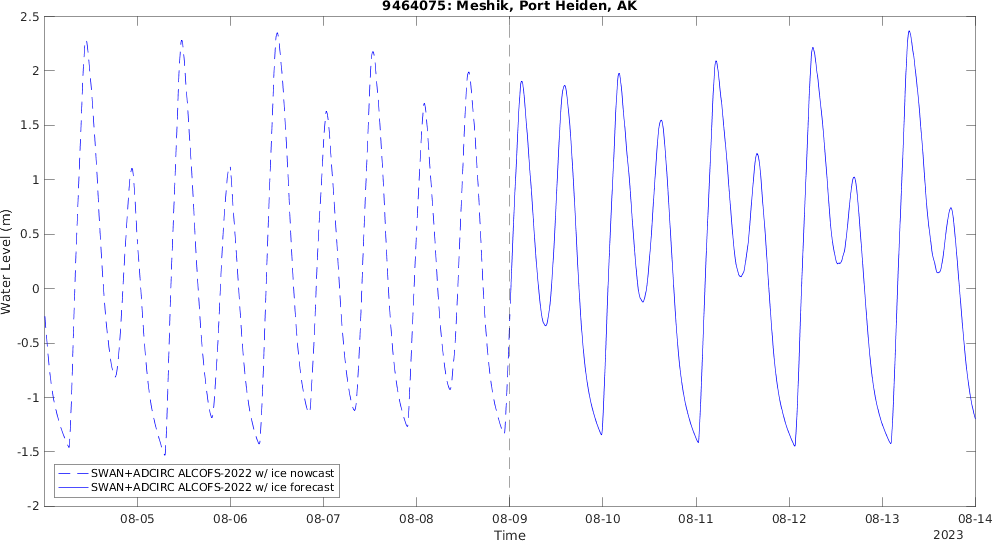 9464075: Meshik, Port Heiden, AK
2.5
2
1.5
1
0.5
0
-0.5
-1
-1.5
-2
Water Level (m)
SWAN+ADCIRC ALCOFS-2022 w/ ice nowcast
SWAN+ADCIRC ALCOFS-2022 w/ ice forecast
08-05 08-06 08-07 08-08 08-09 08-10 08-11 08-12 08-13 08-14
Time
2023